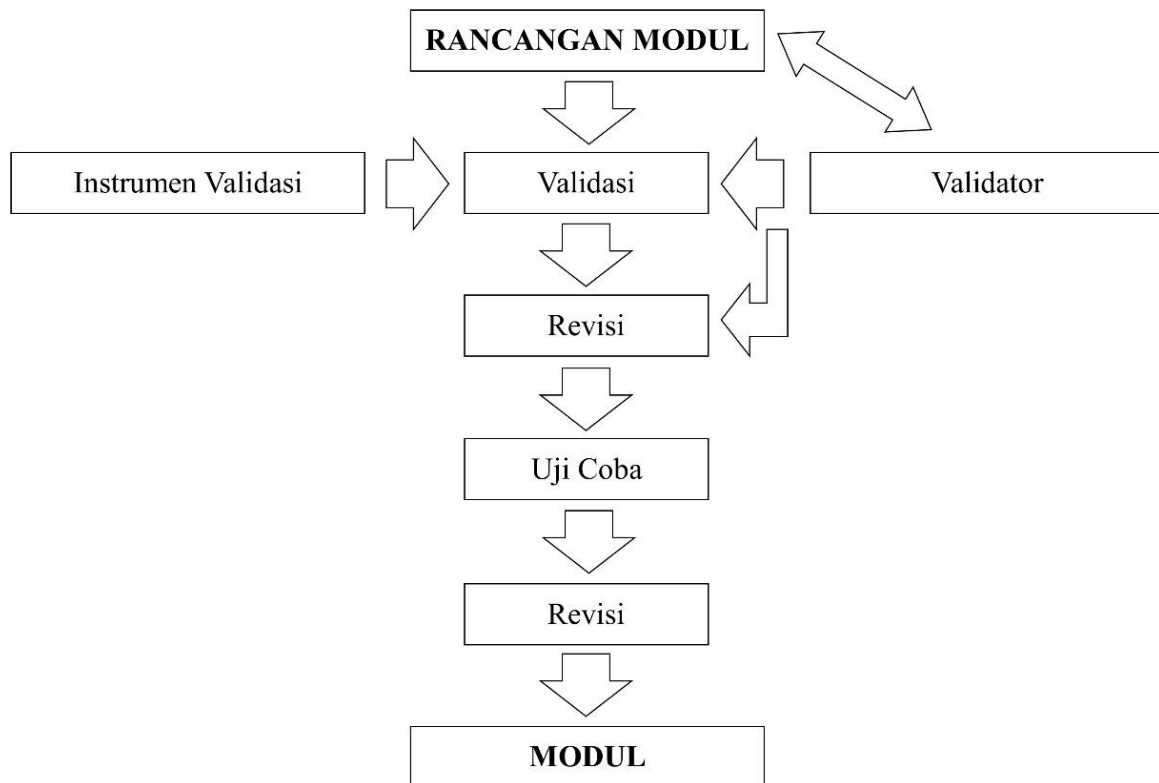 RANCANGAN MODUL
Instrumen Validasi
Validasi
Validator
Revisi
Uji Coba
Revisi
MODUL